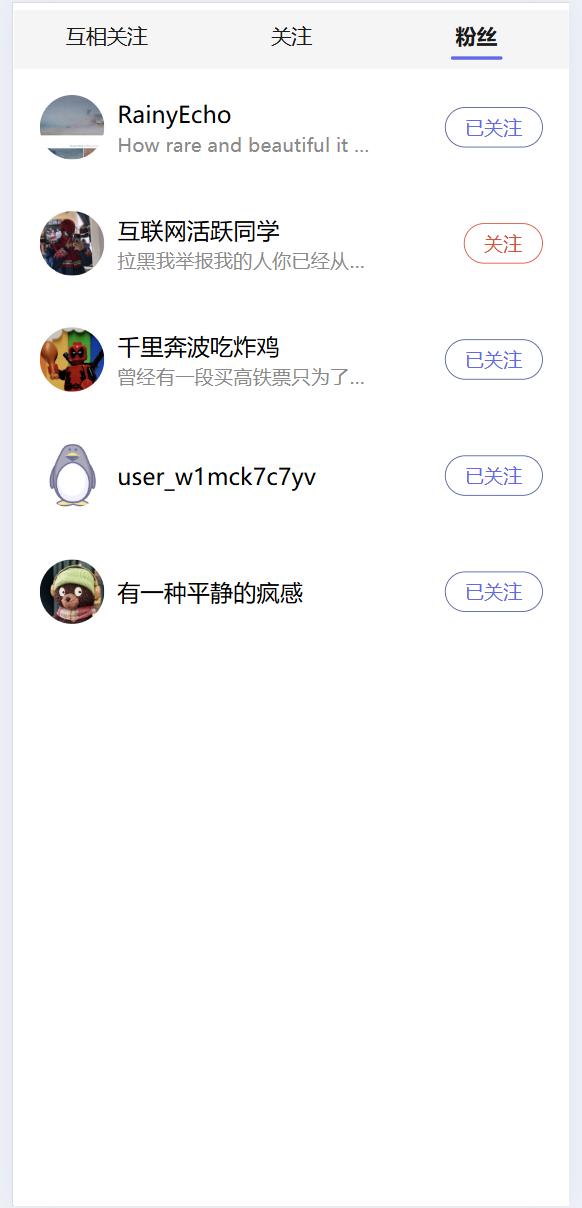 互相关注 关注 粉丝
RainyEcho
How rare and beautiful it ...
已关注
互联网活跃同学
拉黑我举报我的人你已经从...
关注
千里奔波吃炸鸡
曾经有一段买高铁票只为了...
已关注
user_w1mck7c7yv
已关注
有一种平静的疯感
已关注